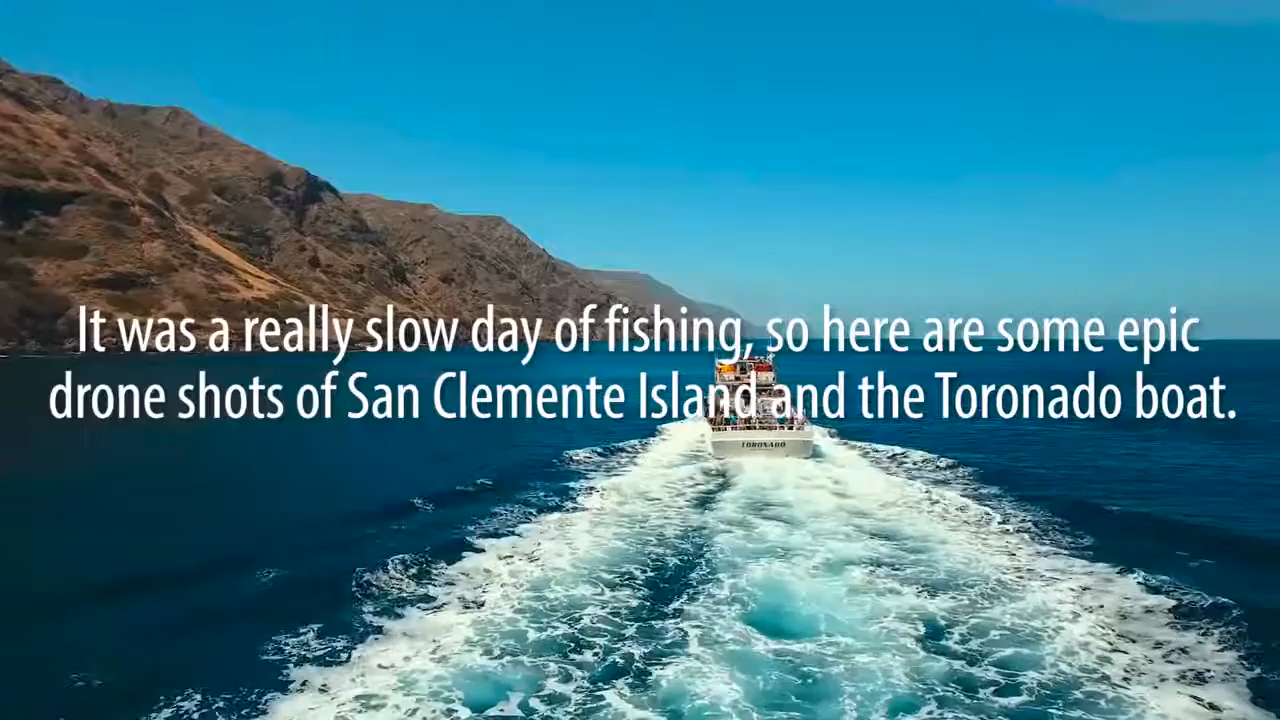 It was a really slow day of fishing, so here are some epic
drone shots of San Clemente Island and the Toronado boat.
TORONADO